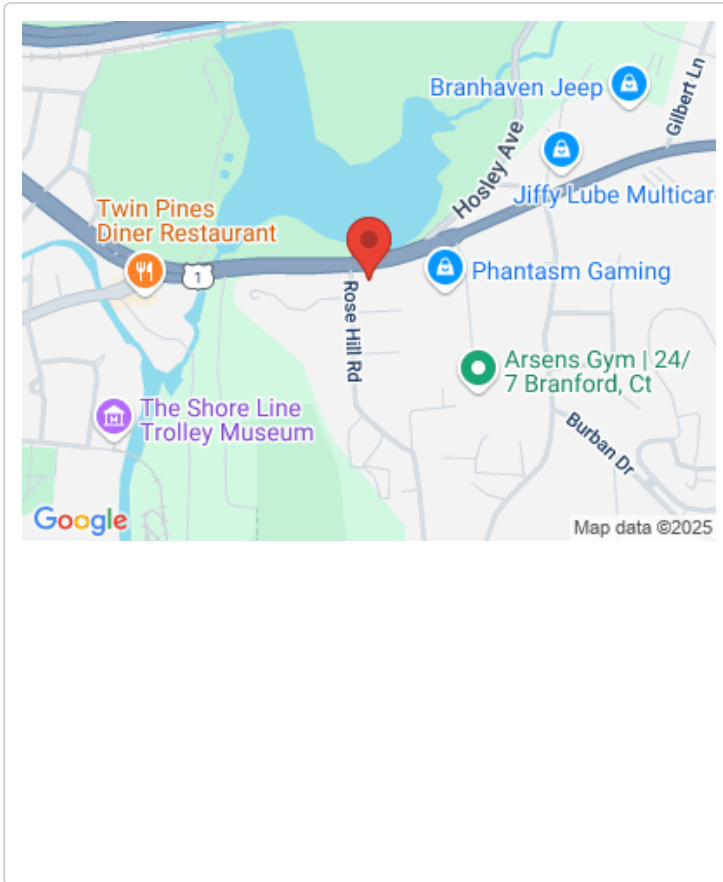 Branhaven Jeep
Gilbert Ln
Hosley Ave
Jiffy Lube Multicar
Twin Pines
Diner Restaurant
1
Phantasm Gaming
Rose Hill Rd
Arsens Gym | 24/
7 Branford, Ct
The Shore Line
Trolley Museum
Burban Dr
Google
Map data ©2025